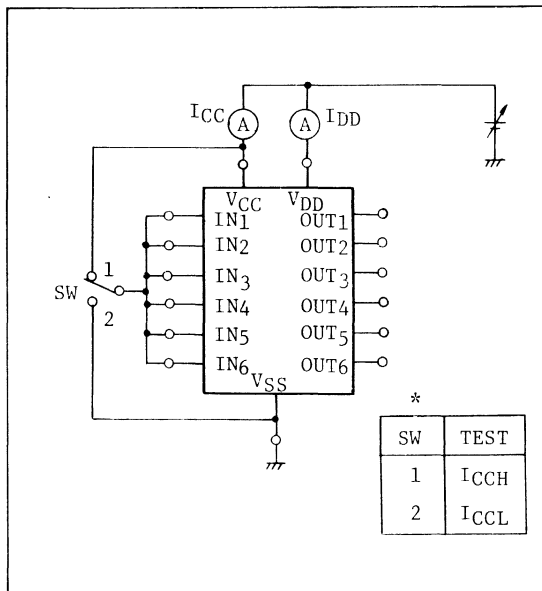 ICC A A IDD
VCC VDD
IN1 OUT1
IN2 OUT2
1 IN3 OUT3
SW
2 IN4 OUT4
IN5 OUT5
IN6 OUT6
VSS
*
SW TEST
1 ICCH
2 ICCL